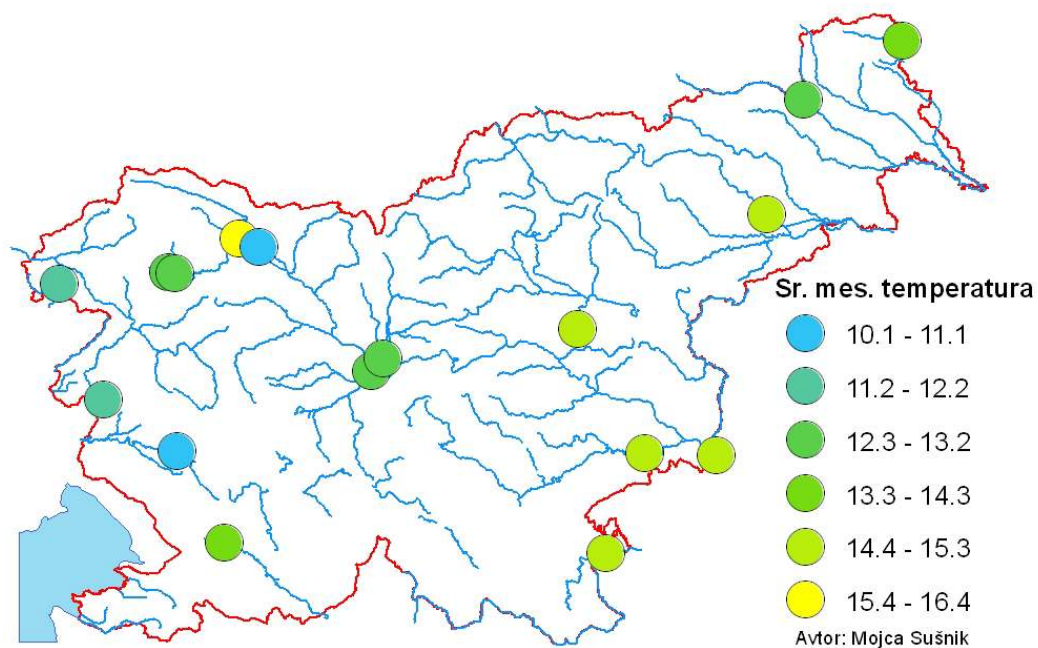 Sr. mes. temperatura
10.1 - 11.1
11.2 - 12.2
12.3 - 13.2
13.3 - 14.3
14.4 - 15.3
15.4 - 16.4
Avtor: Mojca Sušnik